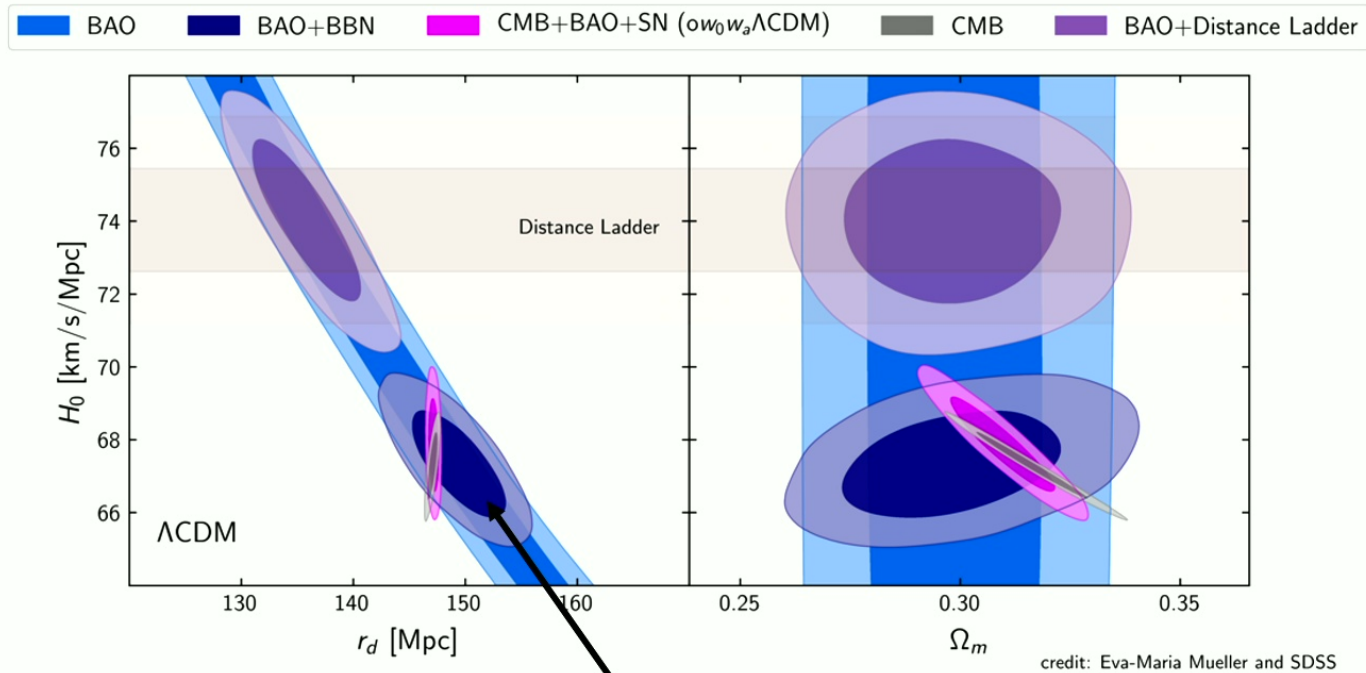 BAO BAO+BBN CMB+BAO+SN (ow₀wₐΛCDM) CMB BAO+Distance Ladder
76
74
72
70
68
66
H₀ [km/s/Mpc]
Distance Ladder
ΛCDM
130 140 150 160
r_d [Mpc]
0.25 0.30 0.35
Ωₘ
credit: Eva-Maria Mueller and SDSS